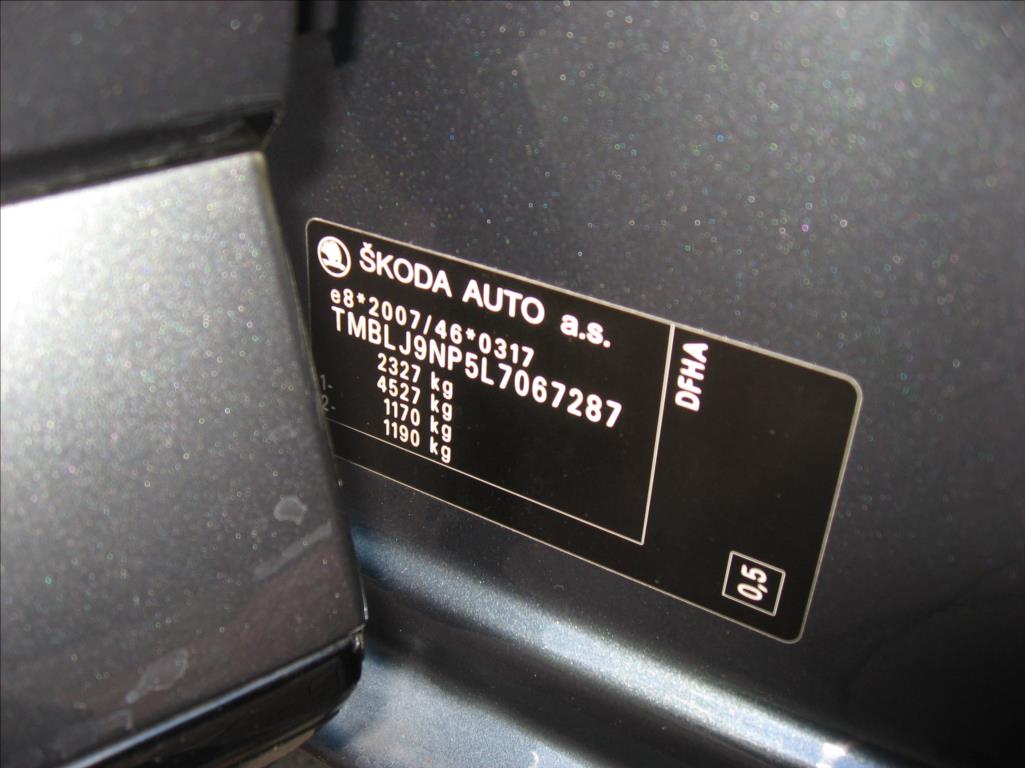 ŠKODA AUTO a.s.
e8*2007/46*0317
TMBLJ9NP5L7067287
2327 kg
4527 kg
1- 1170 kg
2- 1190 kg
DFHA
0,5